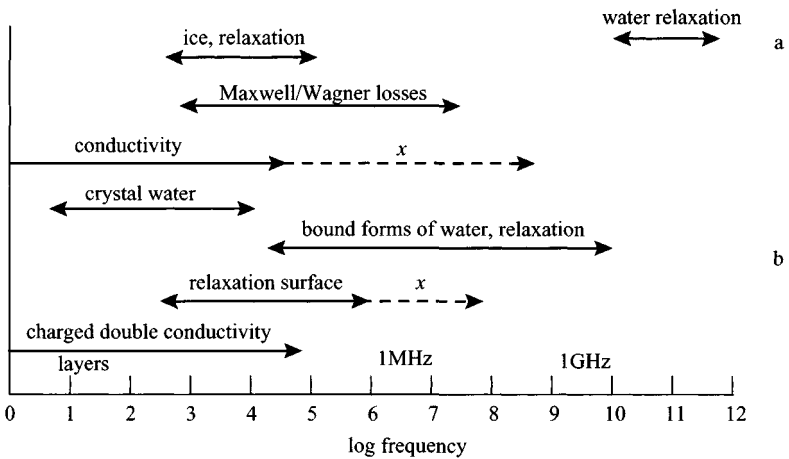 water relaxation
ice, relaxation
a
Maxwell/Wagner losses
conductivity
x
crystal water
bound forms of water, relaxation
b
relaxation surface
x
charged double conductivity
layers
1MHz
1GHz
0 1 2 3 4 5 6 7 8 9 10 11 12
log frequency